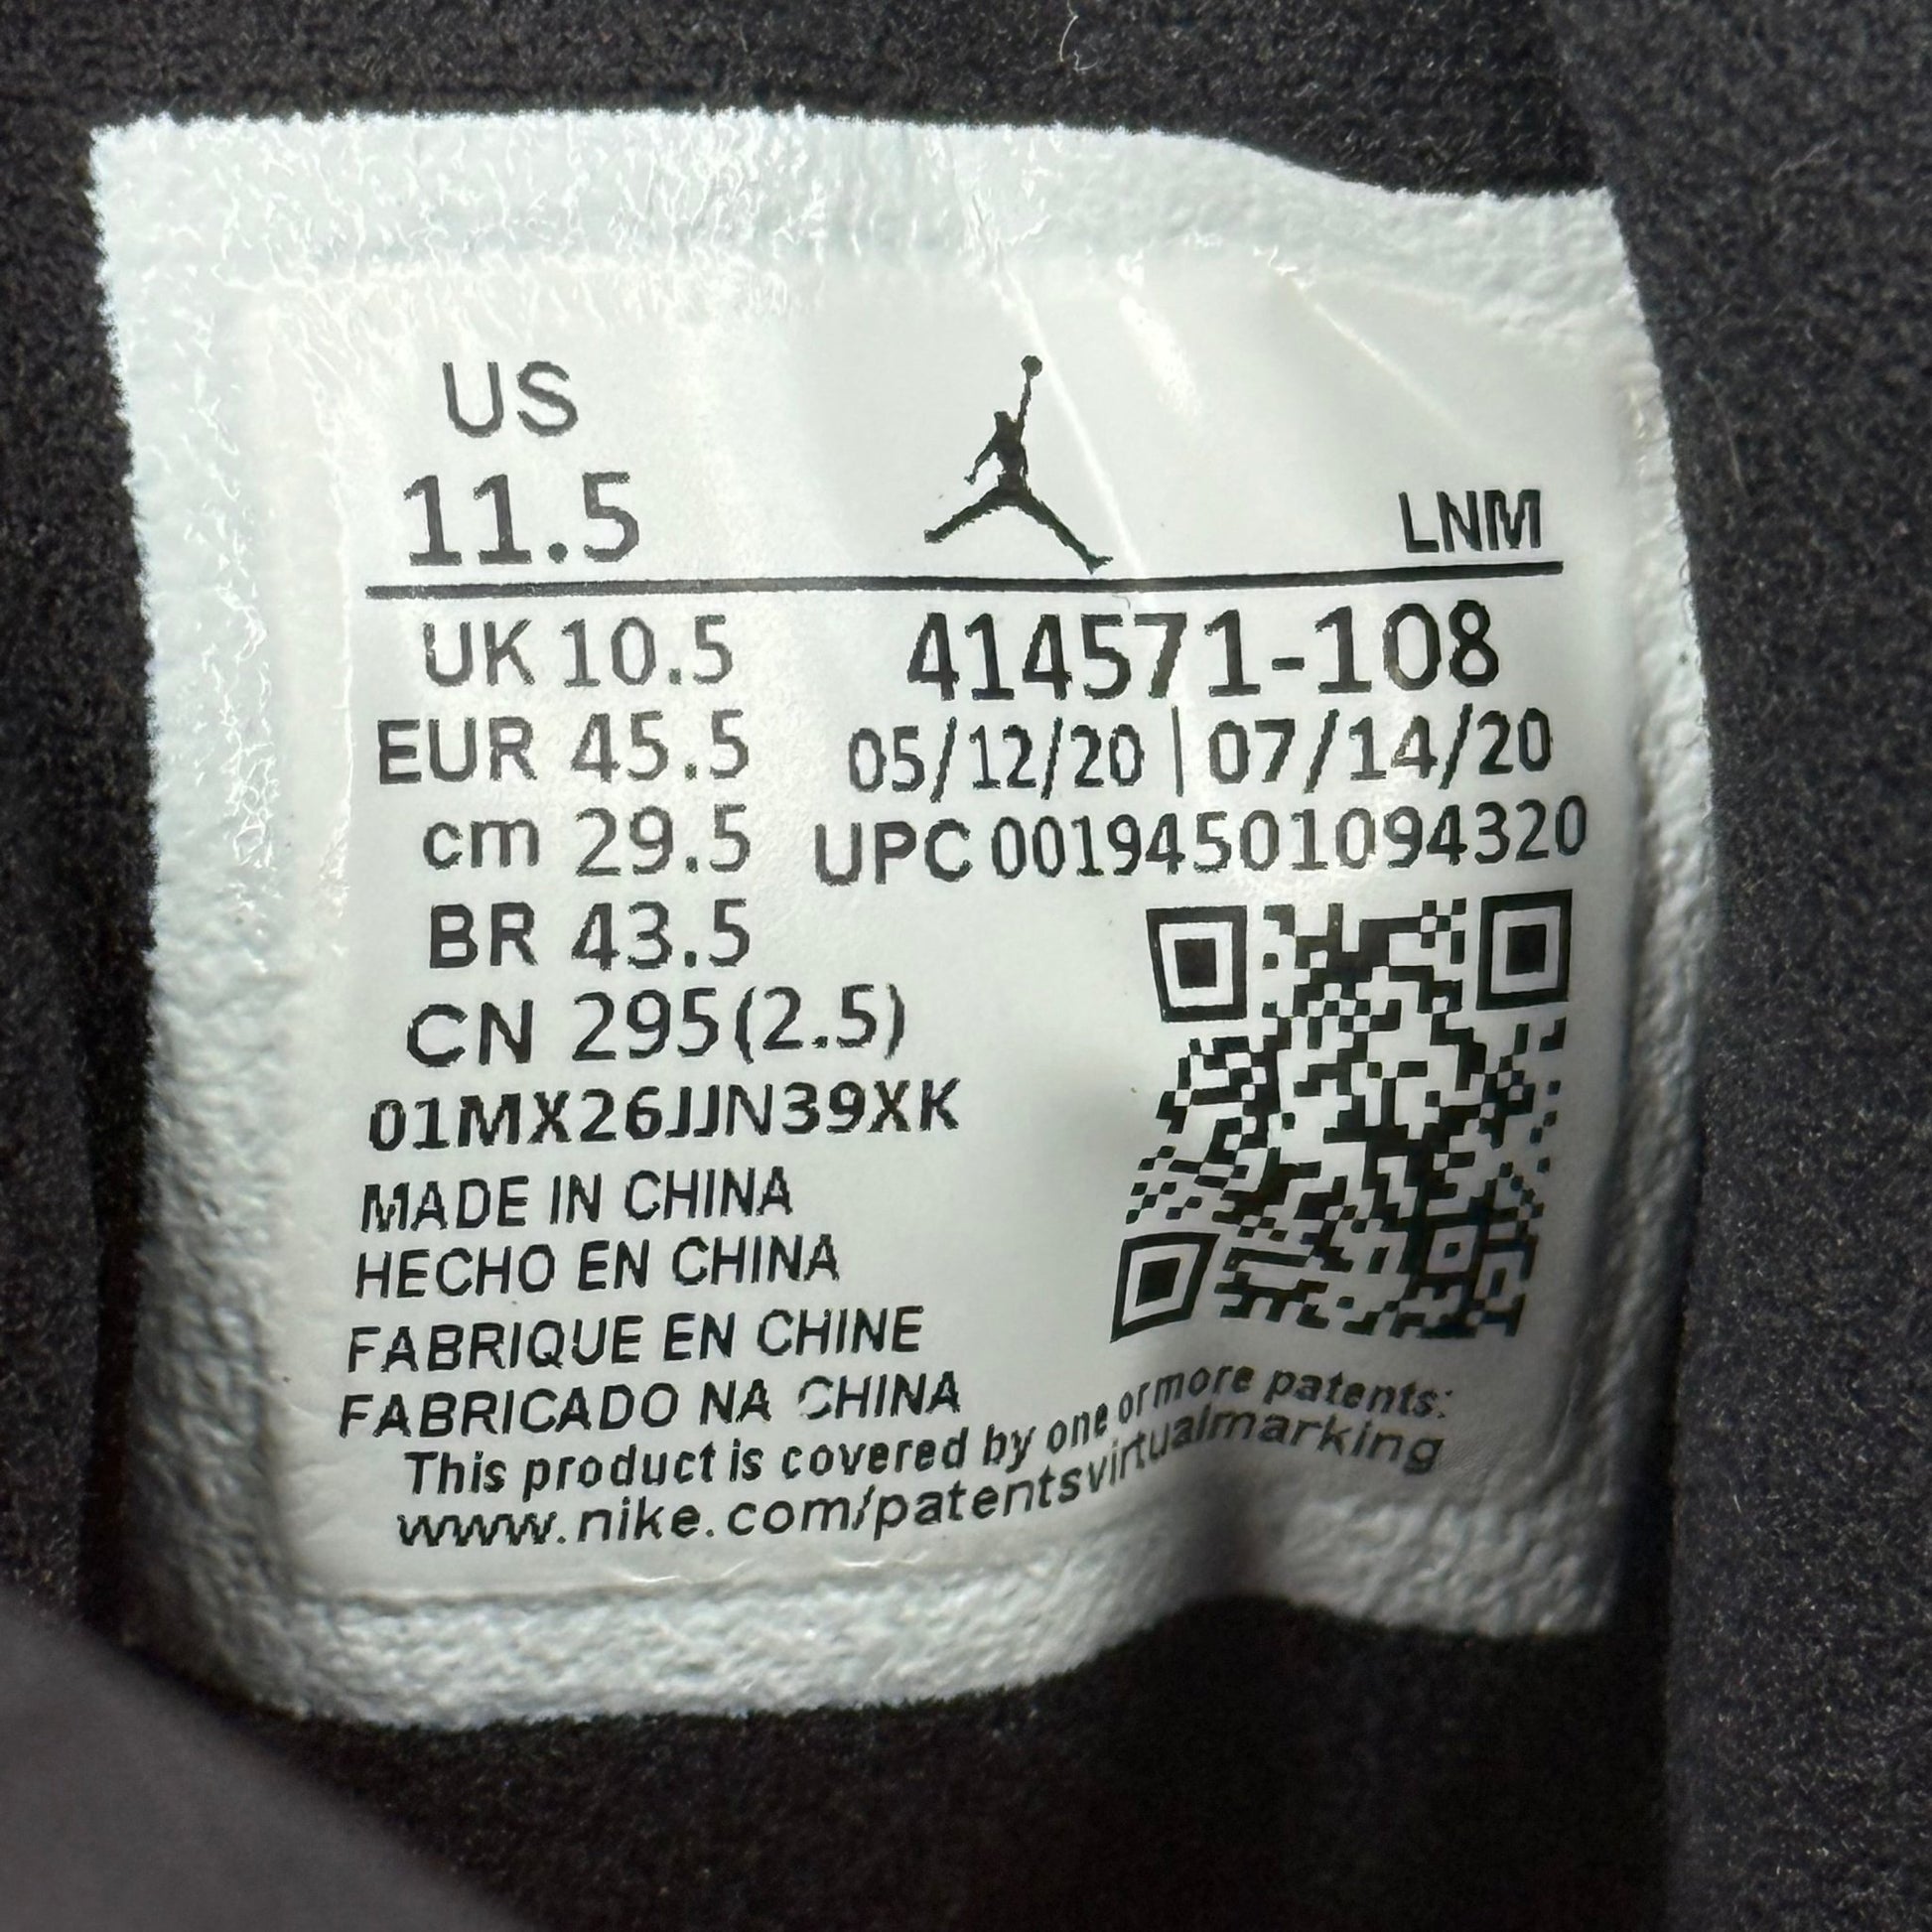 US
11.5
LNM
UK 10.5
414571-108
EUR 45.5
05/12/20 | 07/14/20
cm 29.5
UPC 00194501094320
BR 43.5
CN 295(2.5)
01MX26JJN39XK
MADE IN CHINA
HECHO EN CHINA
FABRIQUE EN CHINE
FABRICADO NA CHINA
This product is covered by one or more patents:
www.nike.com/patentsvirtualmarking